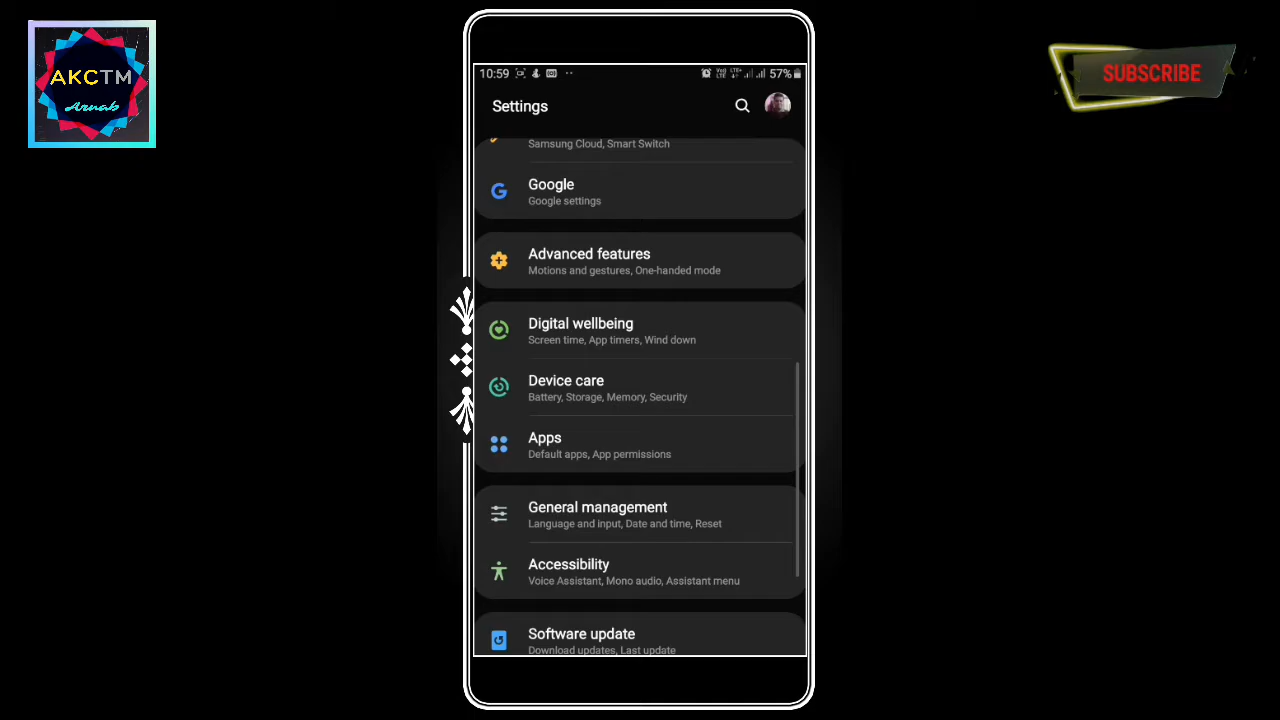 AKCTM
Arnab
SUBSCRIBE
10:59 57%
Settings
Samsung Cloud, Smart Switch
Google
Google settings
Advanced features
Motions and gestures, One-handed mode
Digital wellbeing
Screen time, App timers, Wind down
Device care
Battery, Storage, Memory, Security
Apps
Default apps, App permissions
General management
Language and input, Date and time, Reset
Accessibility
Voice Assistant, Mono audio, Assistant menu
Software update
Download updates, Last update